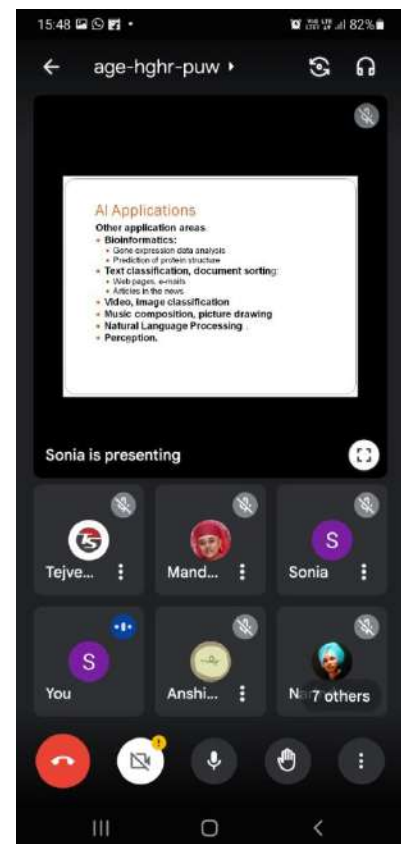 15:48 82%
age-hghr-puw
AI Applications
Other application areas
• Bioinformatics:
• Gene expression data analysis
• Prediction of protein structure
• Text classification, document sorting:
• Web pages, e-mails
• Articles in the news
• Video, image classification
• Music composition, picture drawing
• Natural Language Processing .
• Perception.
Sonia is presenting
TS
S
Tejve... Mand... Sonia
S
You Anshi... 7 others